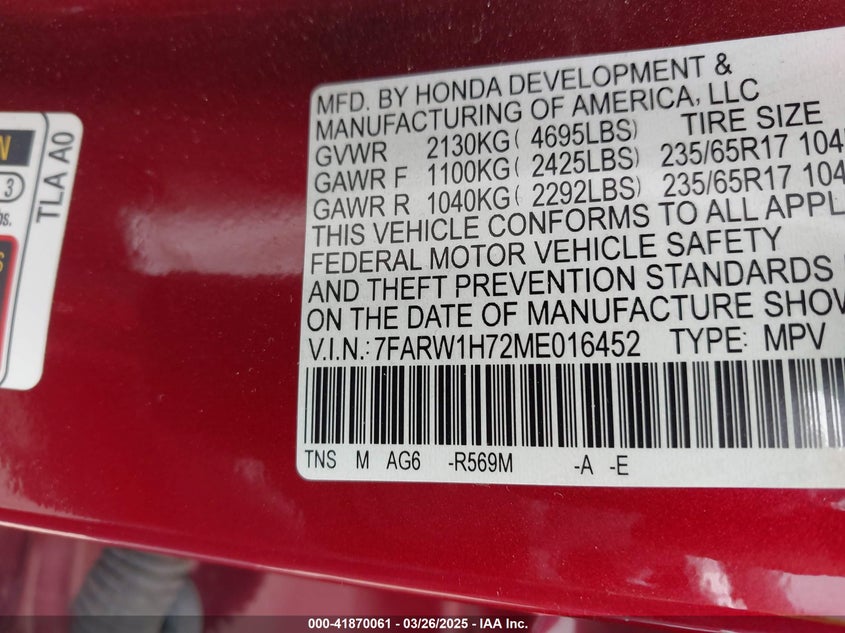 N
3
bs.
S
TLA A0
MFD. BY HONDA DEVELOPMENT &
MANUFACTURING OF AMERICA, LLC
GVWR 2130KG( 4695LBS) TIRE SIZE
GAWR F 1100KG( 2425LBS) 235/65R17 104
GAWR R 1040KG( 2292LBS) 235/65R17 104
THIS VEHICLE CONFORMS TO ALL APPL
FEDERAL MOTOR VEHICLE SAFETY
AND THEFT PREVENTION STANDARDS
ON THE DATE OF MANUFACTURE SHOW
V.I.N.:7FARW1H72ME016452 TYPE: MPV
TNS M AG6 -R569M -A -E
000-41870061 - 03/26/2025 - IAA Inc.